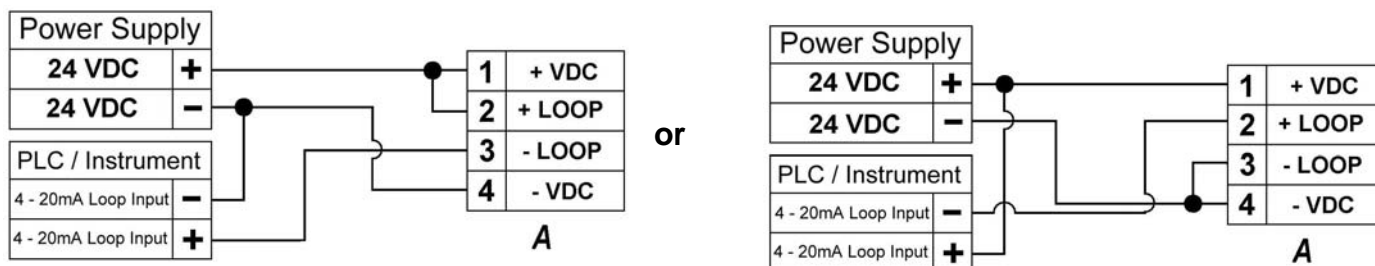 Power Supply
24 VDC +
24 VDC −
PLC / Instrument
4 - 20mA Loop Input −
4 - 20mA Loop Input +
1 + VDC
2 + LOOP
3 - LOOP
4 - VDC
A
or
Power Supply
24 VDC +
24 VDC −
PLC / Instrument
4 - 20mA Loop Input −
4 - 20mA Loop Input +
1 + VDC
2 + LOOP
3 - LOOP
4 - VDC
A